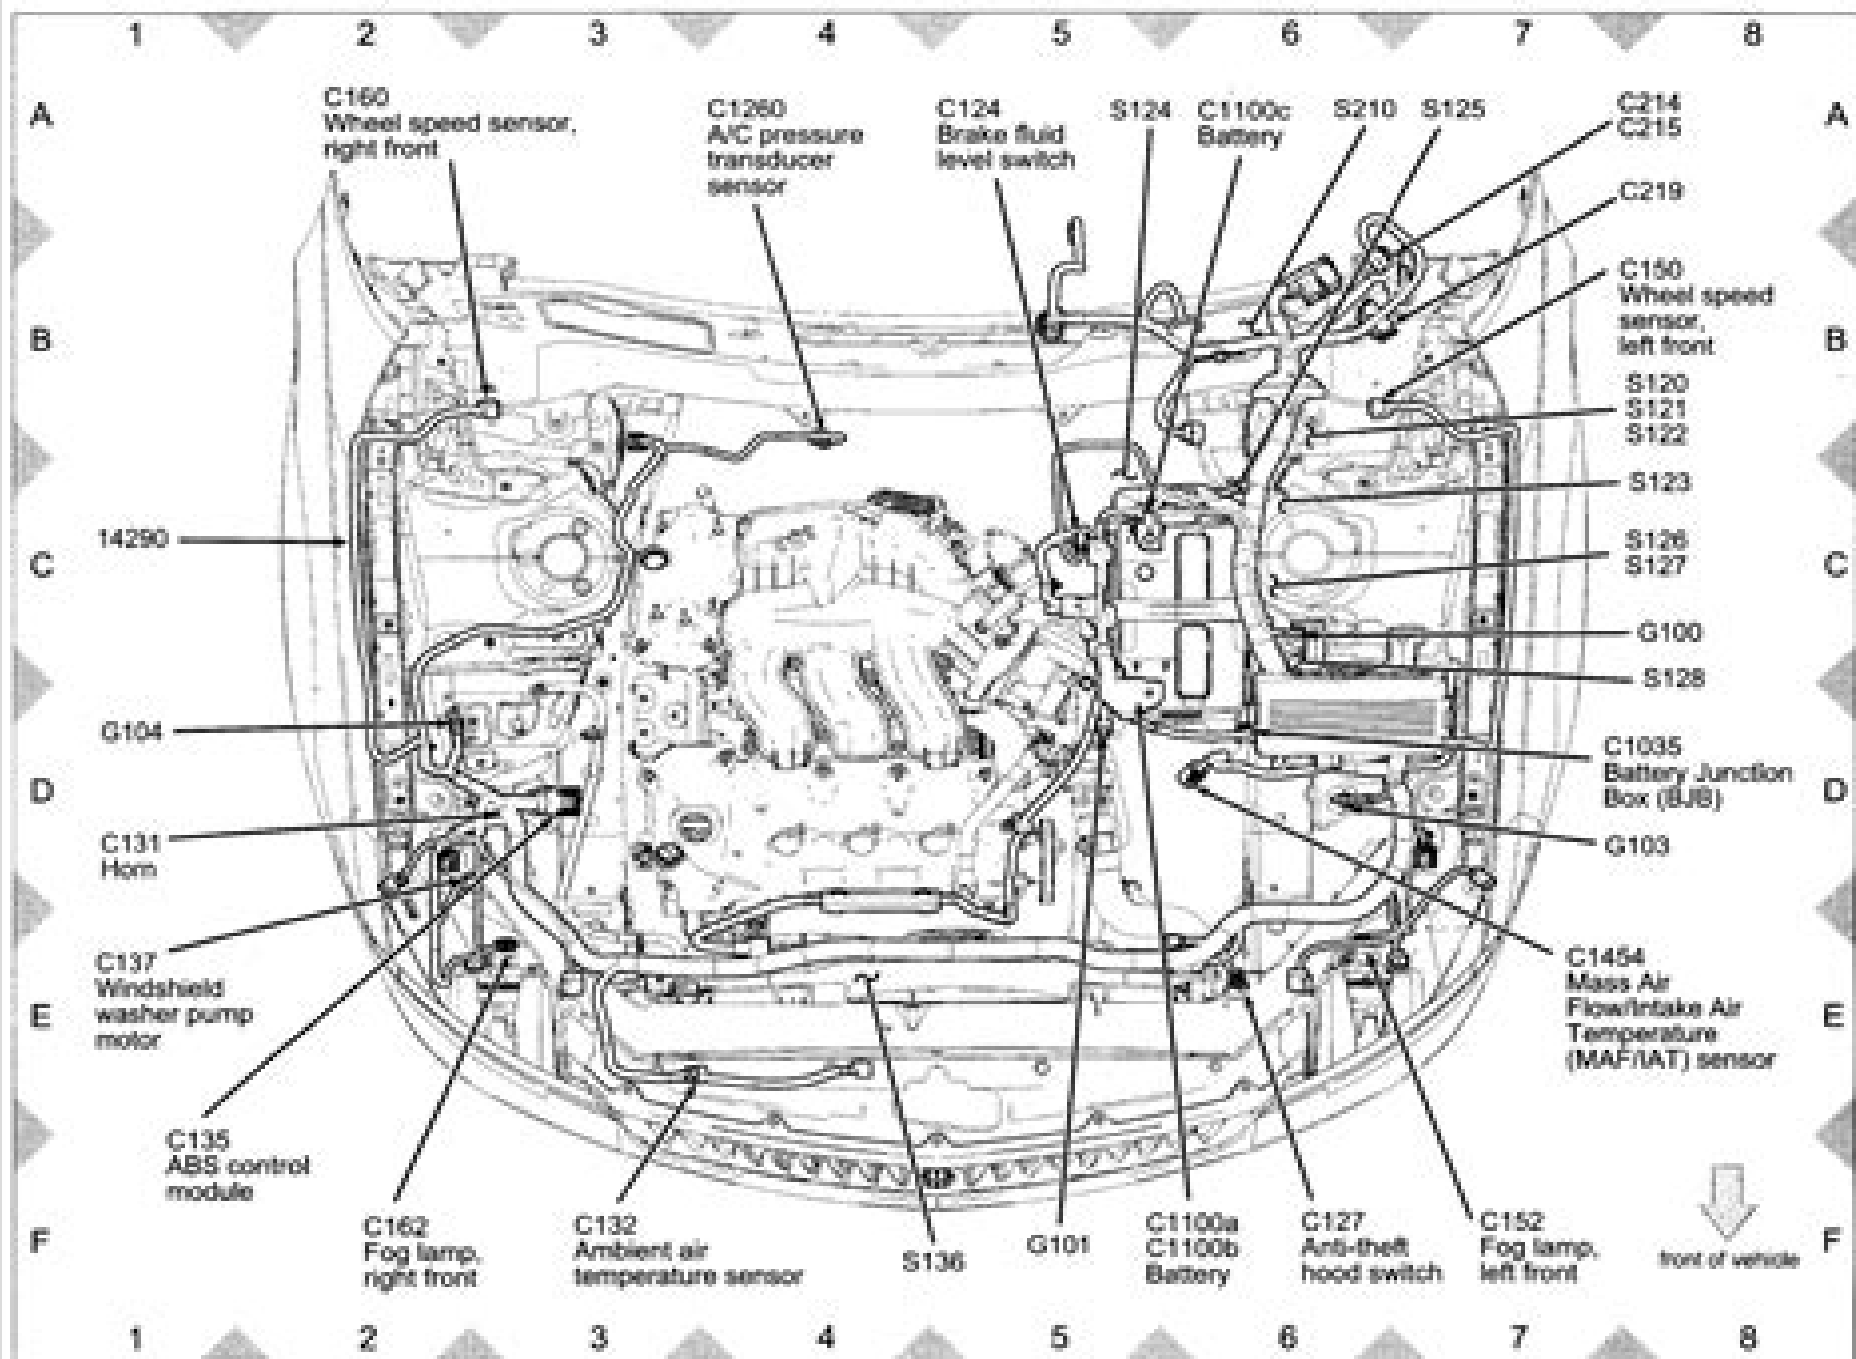 1 2 3 4 5 6 7 8
A
A
C160
Wheel speed sensor,
right front
C1260
A/C pressure
transducer
sensor
C124
Brake fluid
level switch
S124
C1100c
Battery
S210
S125
C214
C215
C219
B
B
C150
Wheel speed
sensor,
left front
S120
S121
S122
S123
14290
C
C
S126
S127
G100
S128
G104
C1035
Battery Junction
Box (BJB)
D
D
C131
Horn
G103
C137
Windshield
washer pump
motor
C1454
Mass Air
Flow/Intake Air
Temperature
(MAF/IAT) sensor
E
E
C135
ABS control
module
C162
Fog lamp,
right front
C132
Ambient air
temperature sensor
S136
G101
C1100a
C1100b
Battery
C127
Anti-theft
hood switch
C152
Fog lamp,
left front
front of vehicle
F
F
1 2 3 4 5 6 7 8